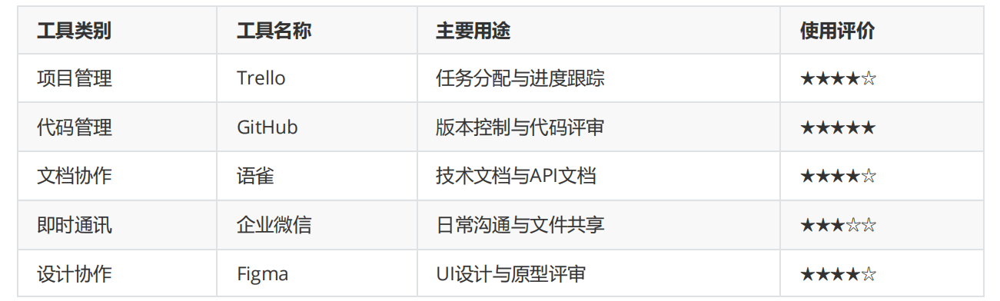 工具类别 工具名称 主要用途 使用评价
项目管理 Trello 任务分配与进度跟踪 ★★★★☆
代码管理 GitHub 版本控制与代码评审 ★★★★★
文档协作 语雀 技术文档与API文档 ★★★★☆
即时通讯 企业微信 日常沟通与文件共享 ★★★☆☆
设计协作 Figma UI设计与原型评审 ★★★★☆